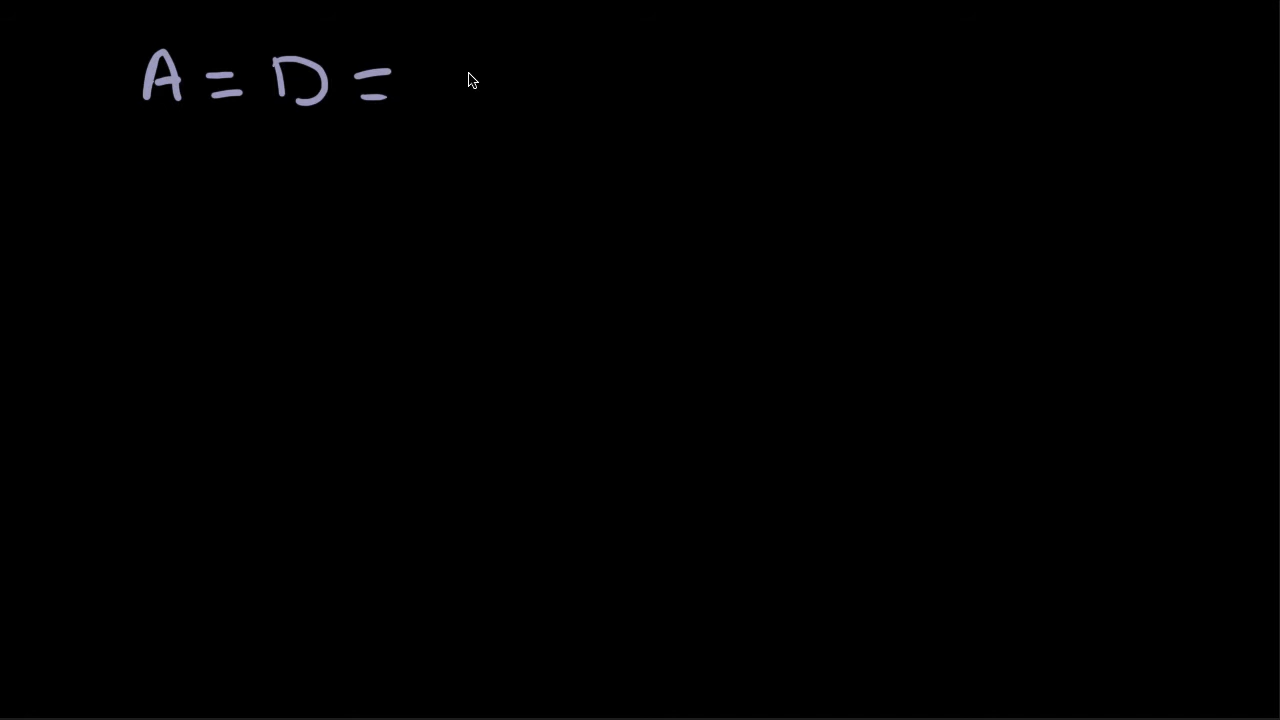 A = D =